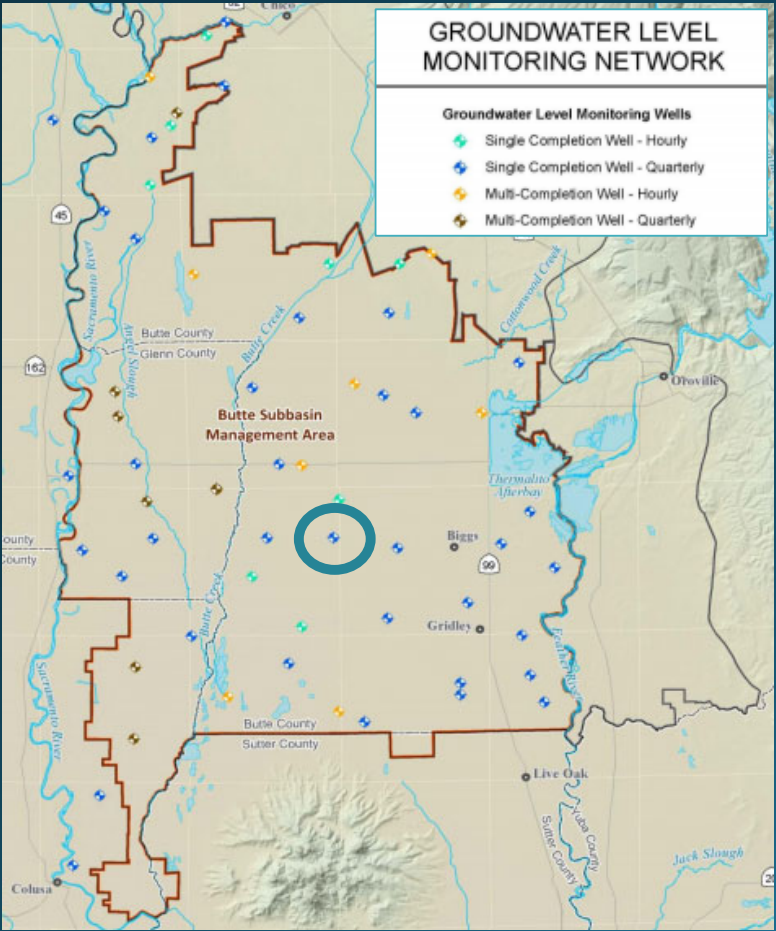 Chico
GROUNDWATER LEVEL
MONITORING NETWORK
Groundwater Level Monitoring Wells
Single Completion Well - Hourly
Single Completion Well - Quarterly
Multi-Completion Well - Hourly
Multi-Completion Well - Quarterly
45
Sacramento River
Angel Slough
Butte Creek
Cottonwood Creek
Butte County
Glenn County
162
Oroville
Butte Subbasin
Management Area
Thermalito
Afterbay
Biggs
99
ounty
County
Butte Creek
Gridley
Feather River
Sacramento River
Butte County
Sutter County
Live Oak
Yuba County
Sutter County
Jack Slough
Colusa